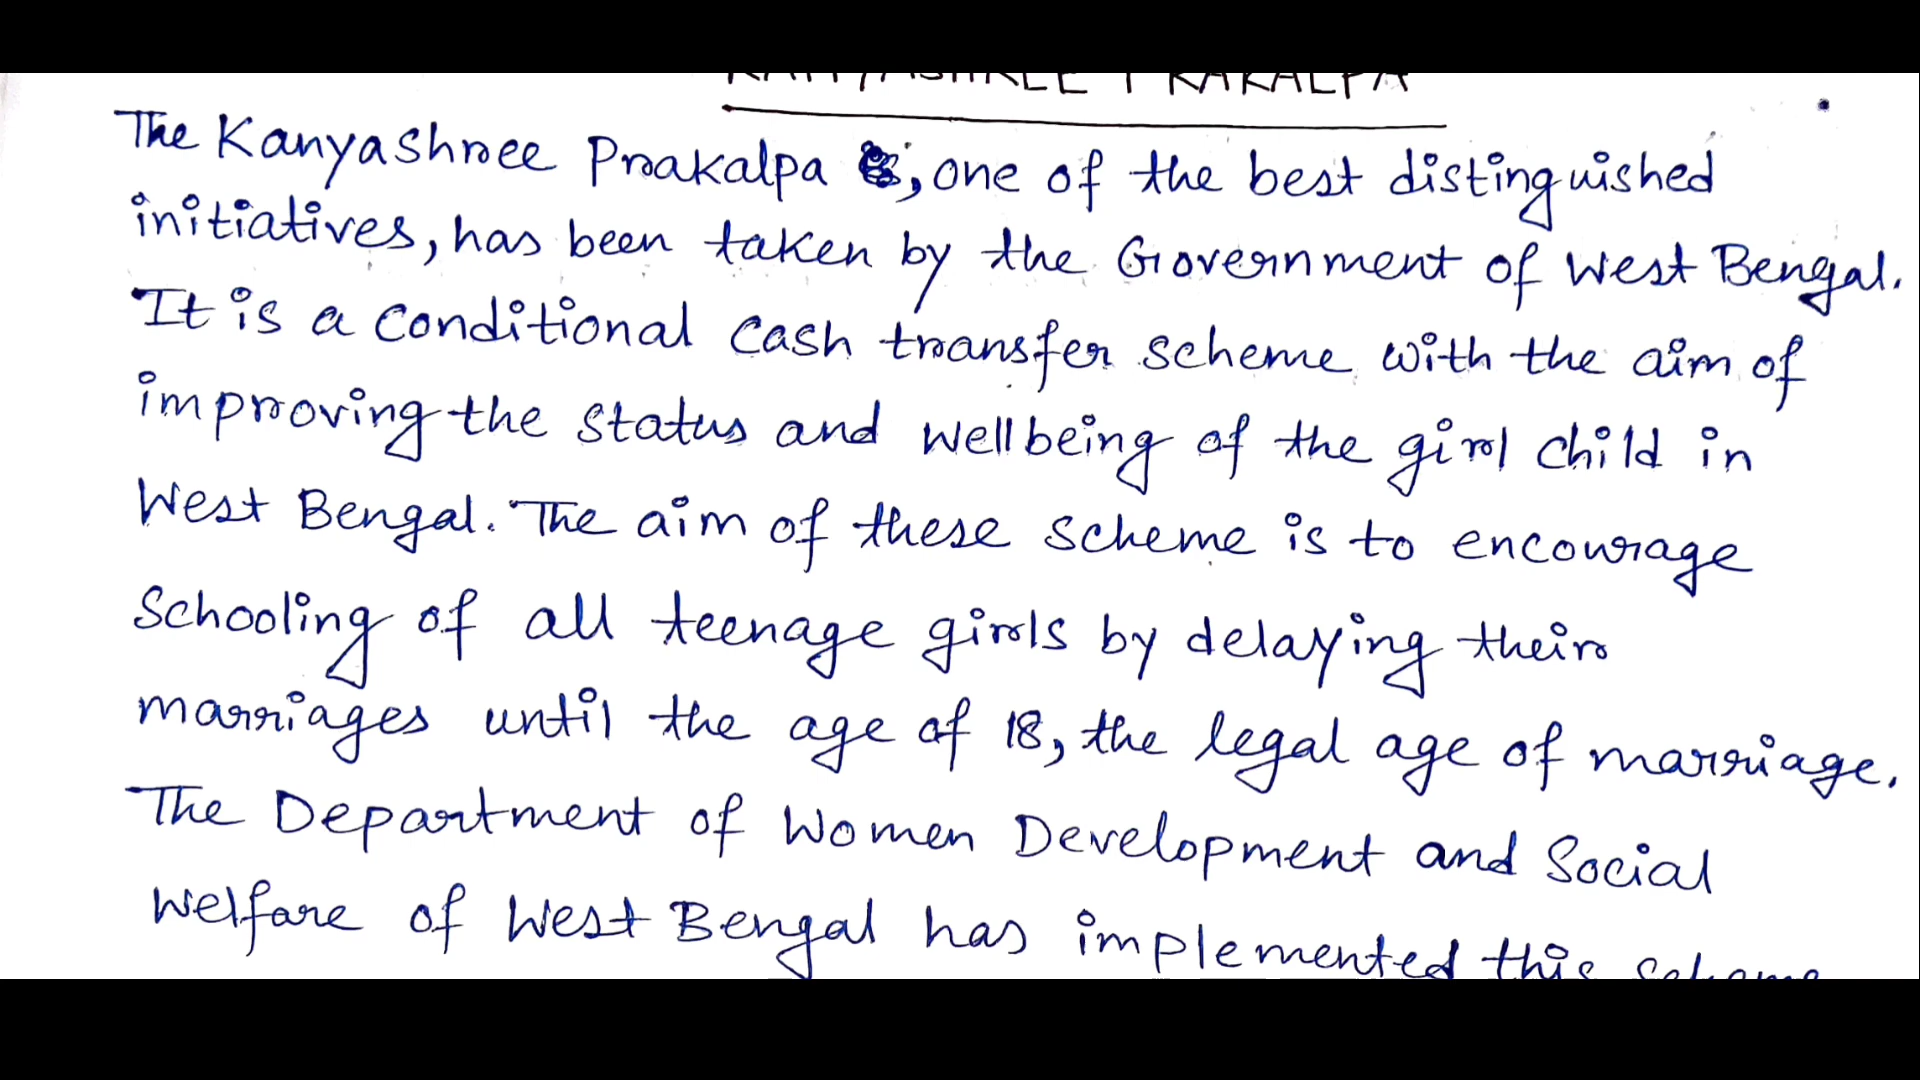 KANYASHREE PRAKALPA
The Kanyashree Prakalpa, one of the best distinguished
initiatives, has been taken by the Government of West Bengal.
It is a conditional cash transfer scheme with the aim of
improving the status and wellbeing of the girl child in
West Bengal. The aim of these scheme is to encourage
schooling of all teenage girls by delaying their
marriages until the age of 18, the legal age of marriage.
The Department of Women Development and Social
Welfare of West Bengal has implemented this scheme